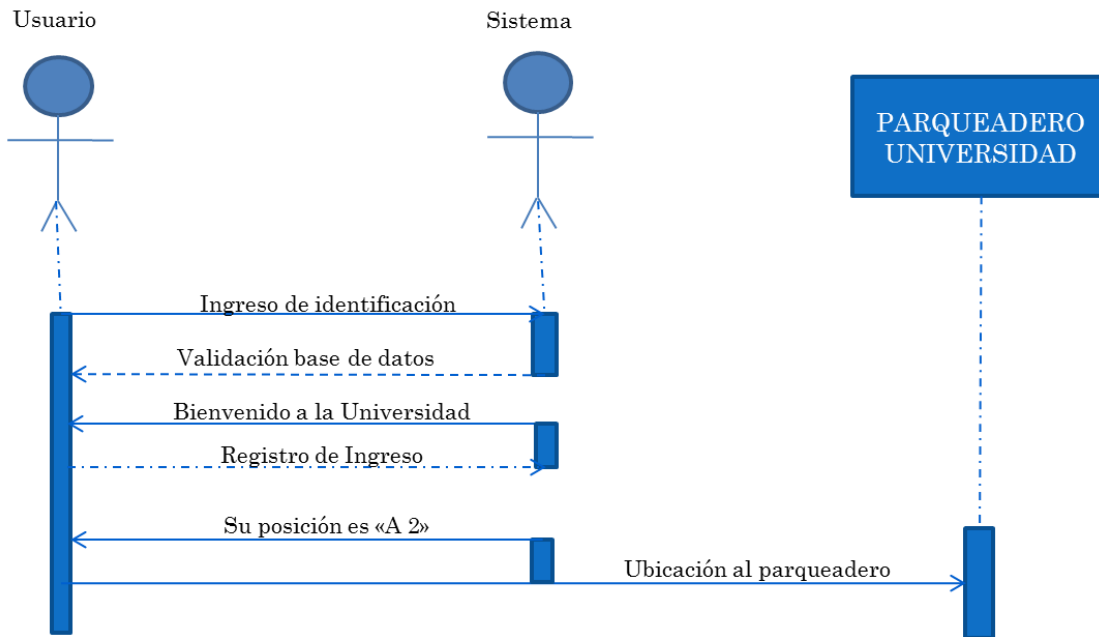 Usuario
Sistema
PARQUEADERO
UNIVERSIDAD
Ingreso de identificación
Validación base de datos
Bienvenido a la Universidad
Registro de Ingreso
Su posición es «A 2»
Ubicación al parqueadero